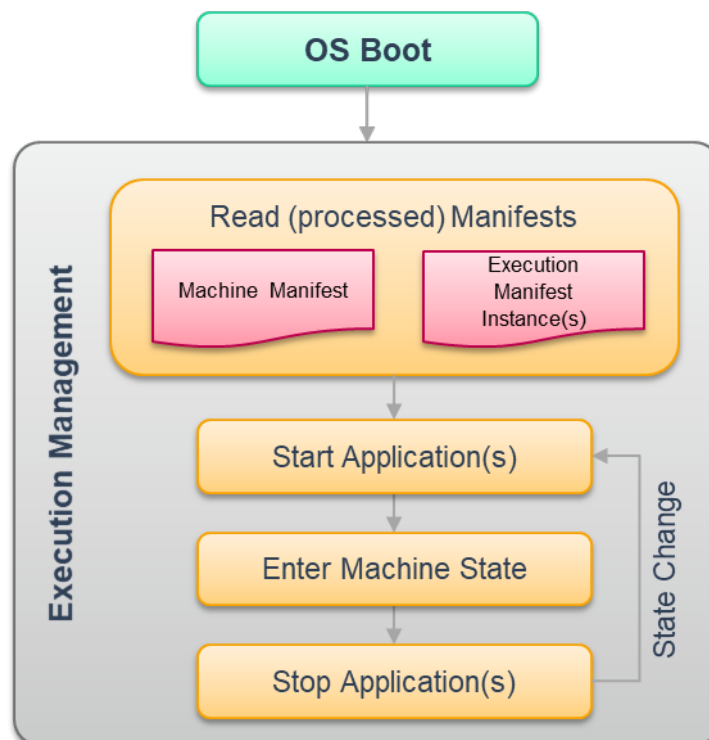 OS Boot
Execution Management
Read (processed) Manifests
Machine Manifest
Execution
Manifest
Instance(s)
Start Application(s)
Enter Machine State
Stop Application(s)
State Change